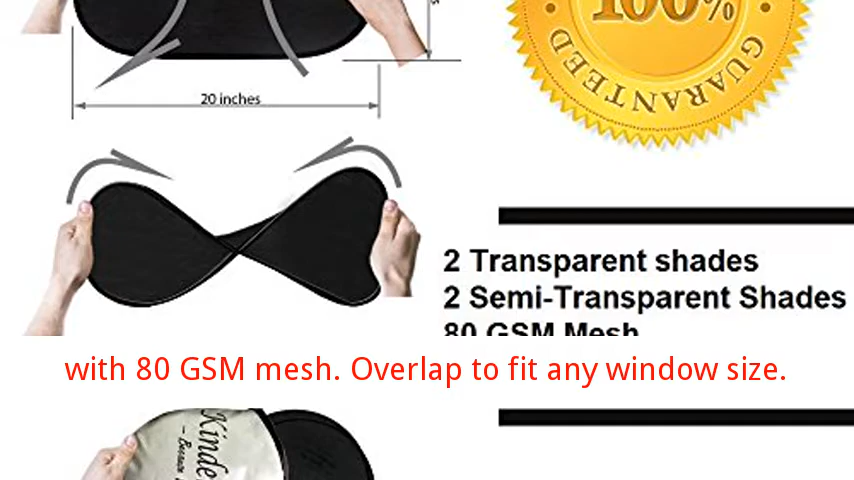 100%
GUARANTEED
20 inches
2 Transparent shades
2 Semi-Transparent Shades
80 GSM Mesh
with 80 GSM mesh. Overlap to fit any window size.
Kinde